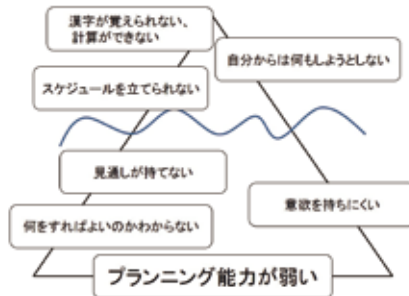 漢字が覚えられない、
計算ができない
自分からは何もしようとしない
スケジュールを立てられない
見通しが持てない
意欲を持ちにくい
何をすればよいのかわからない
プランニング能力が弱い